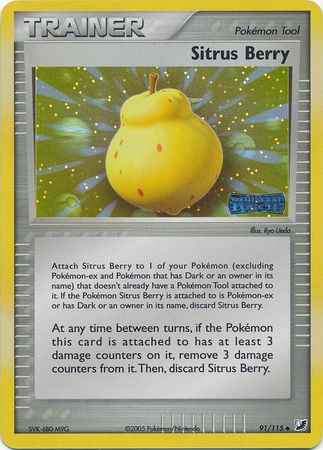 TRAINER
Pokémon Tool
Sitrus Berry
Illus. Ryo Ueda
Attach Sitrus Berry to 1 of your Pokémon (excluding
Pokémon-ex and Pokémon that has Dark or an owner in its
name) that doesn't already have a Pokémon Tool attached to
it. If the Pokémon Sitrus Berry is attached to is Pokémon-ex
or has Dark or an owner in its name, discard Sitrus Berry.
At any time between turns, if the Pokémon
this card is attached to has at least 3
damage counters on it, remove 3 damage
counters from it. Then, discard Sitrus Berry.
SVK-680-M9G
©2005 Pokémon/Nintendo
91/115